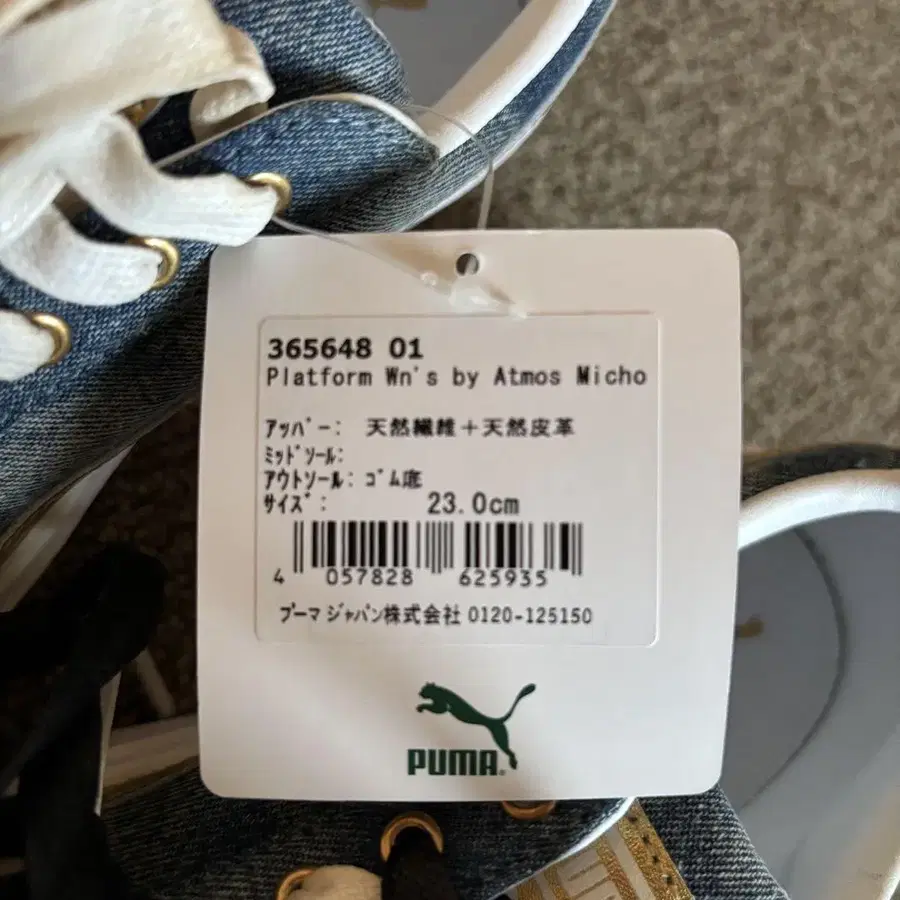 365648 01
Platform Wn's by Atmos Micho
アッパー: 天然繊維＋天然皮革
ミッドソール:
アウトソール: ゴム底
サイズ: 23.0cm
4 057828 625935
プーマ ジャパン株式会社 0120-125150
PUMA®